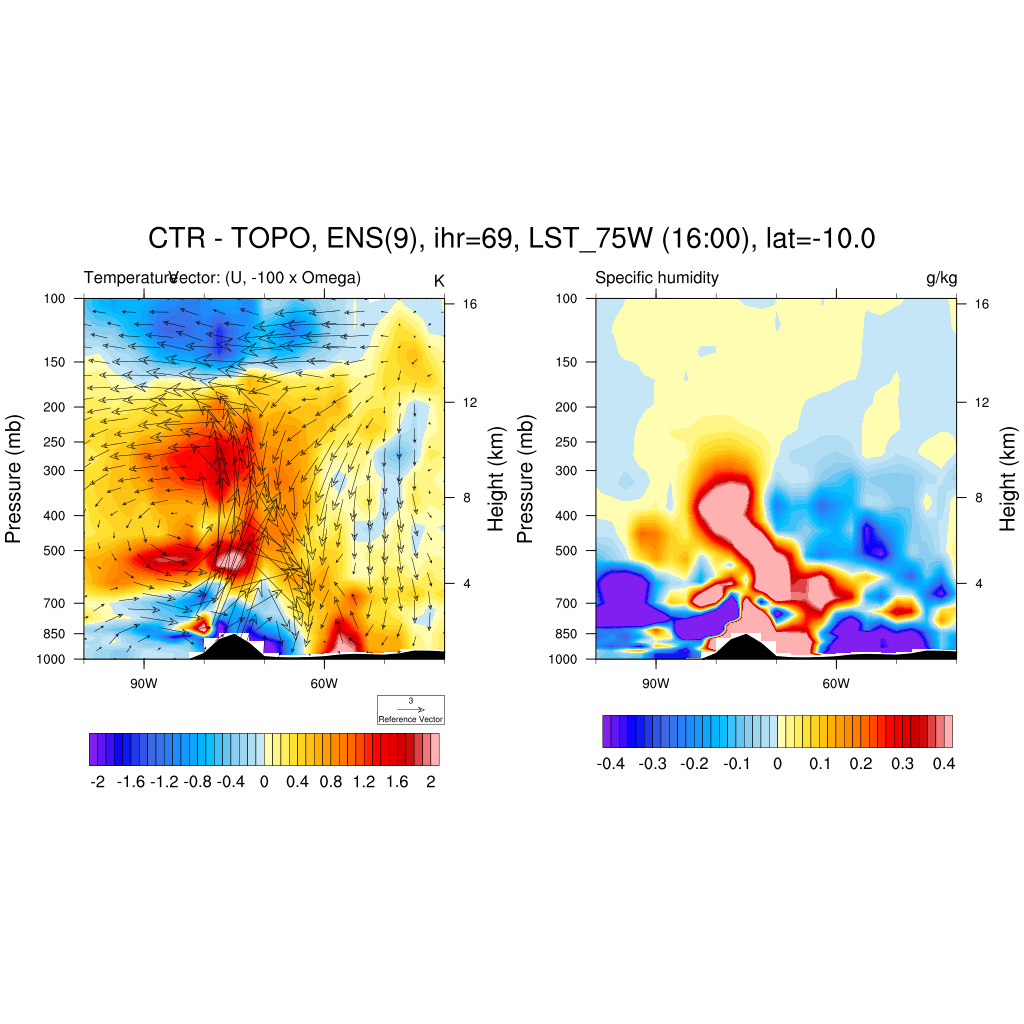 CTR - TOPO, ENS(9), ihr=69, LST_75W (16:00), lat=-10.0
Temperature Vector: (U, -100 x Omega) K
Specific humidity g/kg
Pressure (mb)
100
150
200
250
300
400
500
700
850
1000
16
12
8
4
Height (km)
90W 60W
3
Reference Vector
-2 -1.6 -1.2 -0.8 -0.4 0 0.4 0.8 1.2 1.6 2
Pressure (mb)
100
150
200
250
300
400
500
700
850
1000
16
12
8
4
Height (km)
90W 60W
-0.4 -0.3 -0.2 -0.1 0 0.1 0.2 0.3 0.4